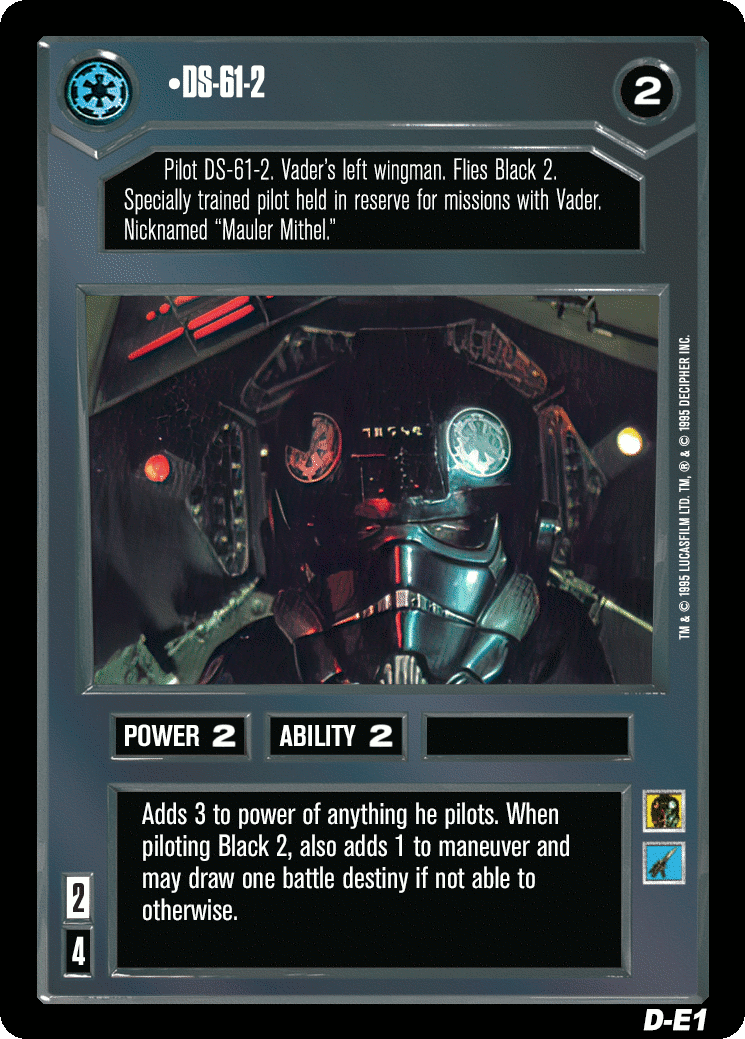 •DS-61-2
2
Pilot DS-61-2. Vader's left wingman. Flies Black 2.
Specially trained pilot held in reserve for missions with Vader.
Nicknamed “Mauler Mithel.”
TM & © 1995 LUCASFILM LTD. TM, ® & © 1995 DECIPHER INC.
POWER 2
ABILITY 2
Adds 3 to power of anything he pilots. When
piloting Black 2, also adds 1 to maneuver and
may draw one battle destiny if not able to
otherwise.
2
4
D-E1